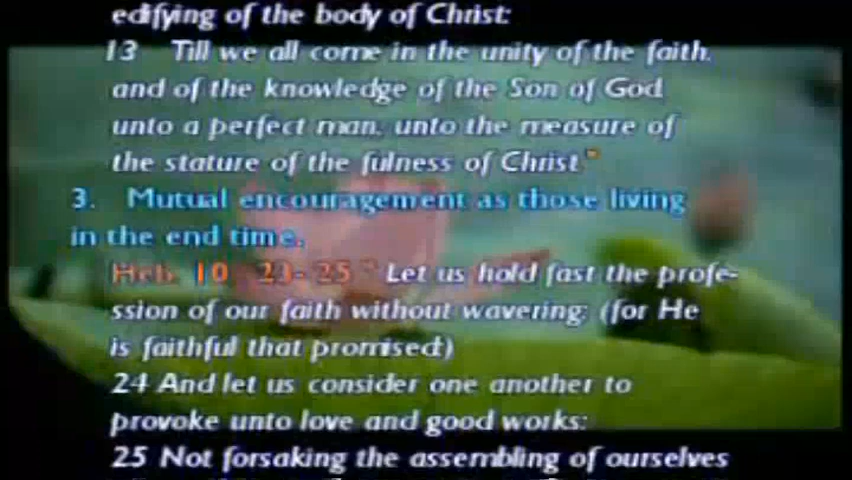 edifying of the body of Christ:
13 Till we all come in the unity of the faith,
and of the knowledge of the Son of God,
unto a perfect man, unto the measure of
the stature of the fulness of Christ."
3. Mutual encouragement as those living
in the end time.
Heb. 10 : 23-25 " Let us hold fast the profe-
ssion of our faith without wavering; (for He
is faithful that promised;)
24 And let us consider one another to
provoke unto love and good works:
25 Not forsaking the assembling of ourselves